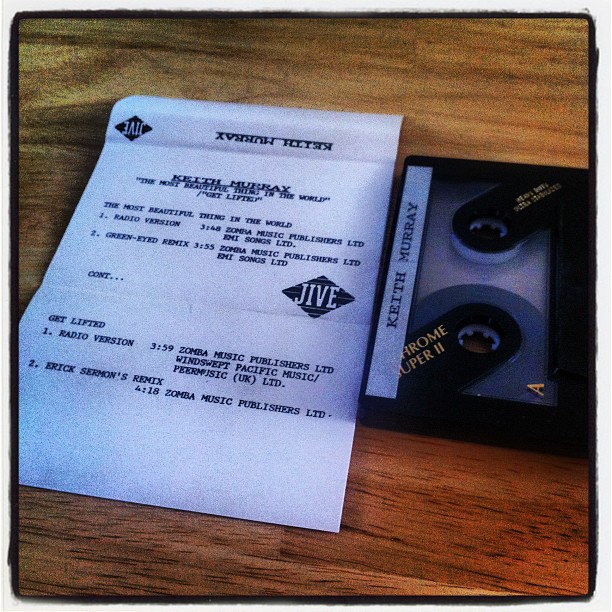 JIVE
KEITH MURRAY
KEITH MURRAY
"THE MOST BEAUTIFUL THING IN THE WORLD"
/"GET LIFTED"
THE MOST BEAUTIFUL THING IN THE WORLD
1. RADIO VERSION 3:48 ZOMBA MUSIC PUBLISHERS LTD
EMI SONGS LTD.
2. GREEN-EYED REMIX 3:55 ZOMBA MUSIC PUBLISHERS LTD
EMI SONGS LTD
CONT...
JIVE
GET LIFTED
1. RADIO VERSION 3:59 ZOMBA MUSIC PUBLISHERS LTD
WINDSWEPT PACIFIC MUSIC/
PEERMUSIC (UK) LTD.
2. ERICK SERMON'S REMIX
4:18 ZOMBA MUSIC PUBLISHERS LTD.
KEITH MURRAY
CHROME
SUPER II
A